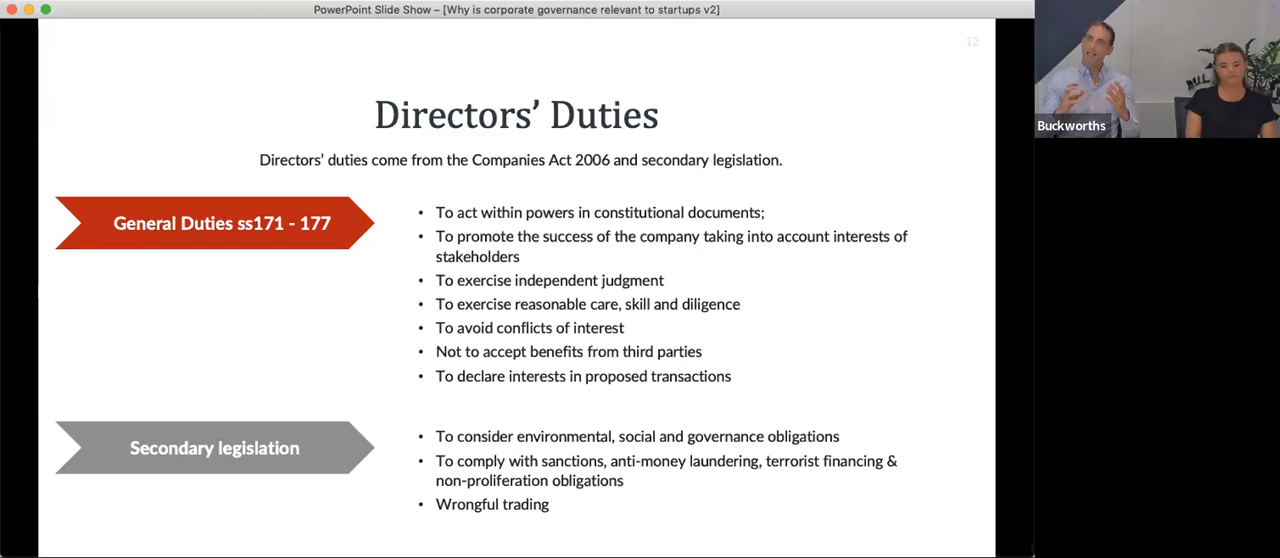 PowerPoint Slide Show – [Why is corporate governance relevant to startups v2]
12
Buckworths
Directors’ Duties
Directors’ duties come from the Companies Act 2006 and secondary legislation.
General Duties ss171 - 177
• To act within powers in constitutional documents;
• To promote the success of the company taking into account interests of
stakeholders
• To exercise independent judgment
• To exercise reasonable care, skill and diligence
• To avoid conflicts of interest
• Not to accept benefits from third parties
• To declare interests in proposed transactions
Secondary legislation
• To consider environmental, social and governance obligations
• To comply with sanctions, anti-money laundering, terrorist financing &
non-proliferation obligations
• Wrongful trading